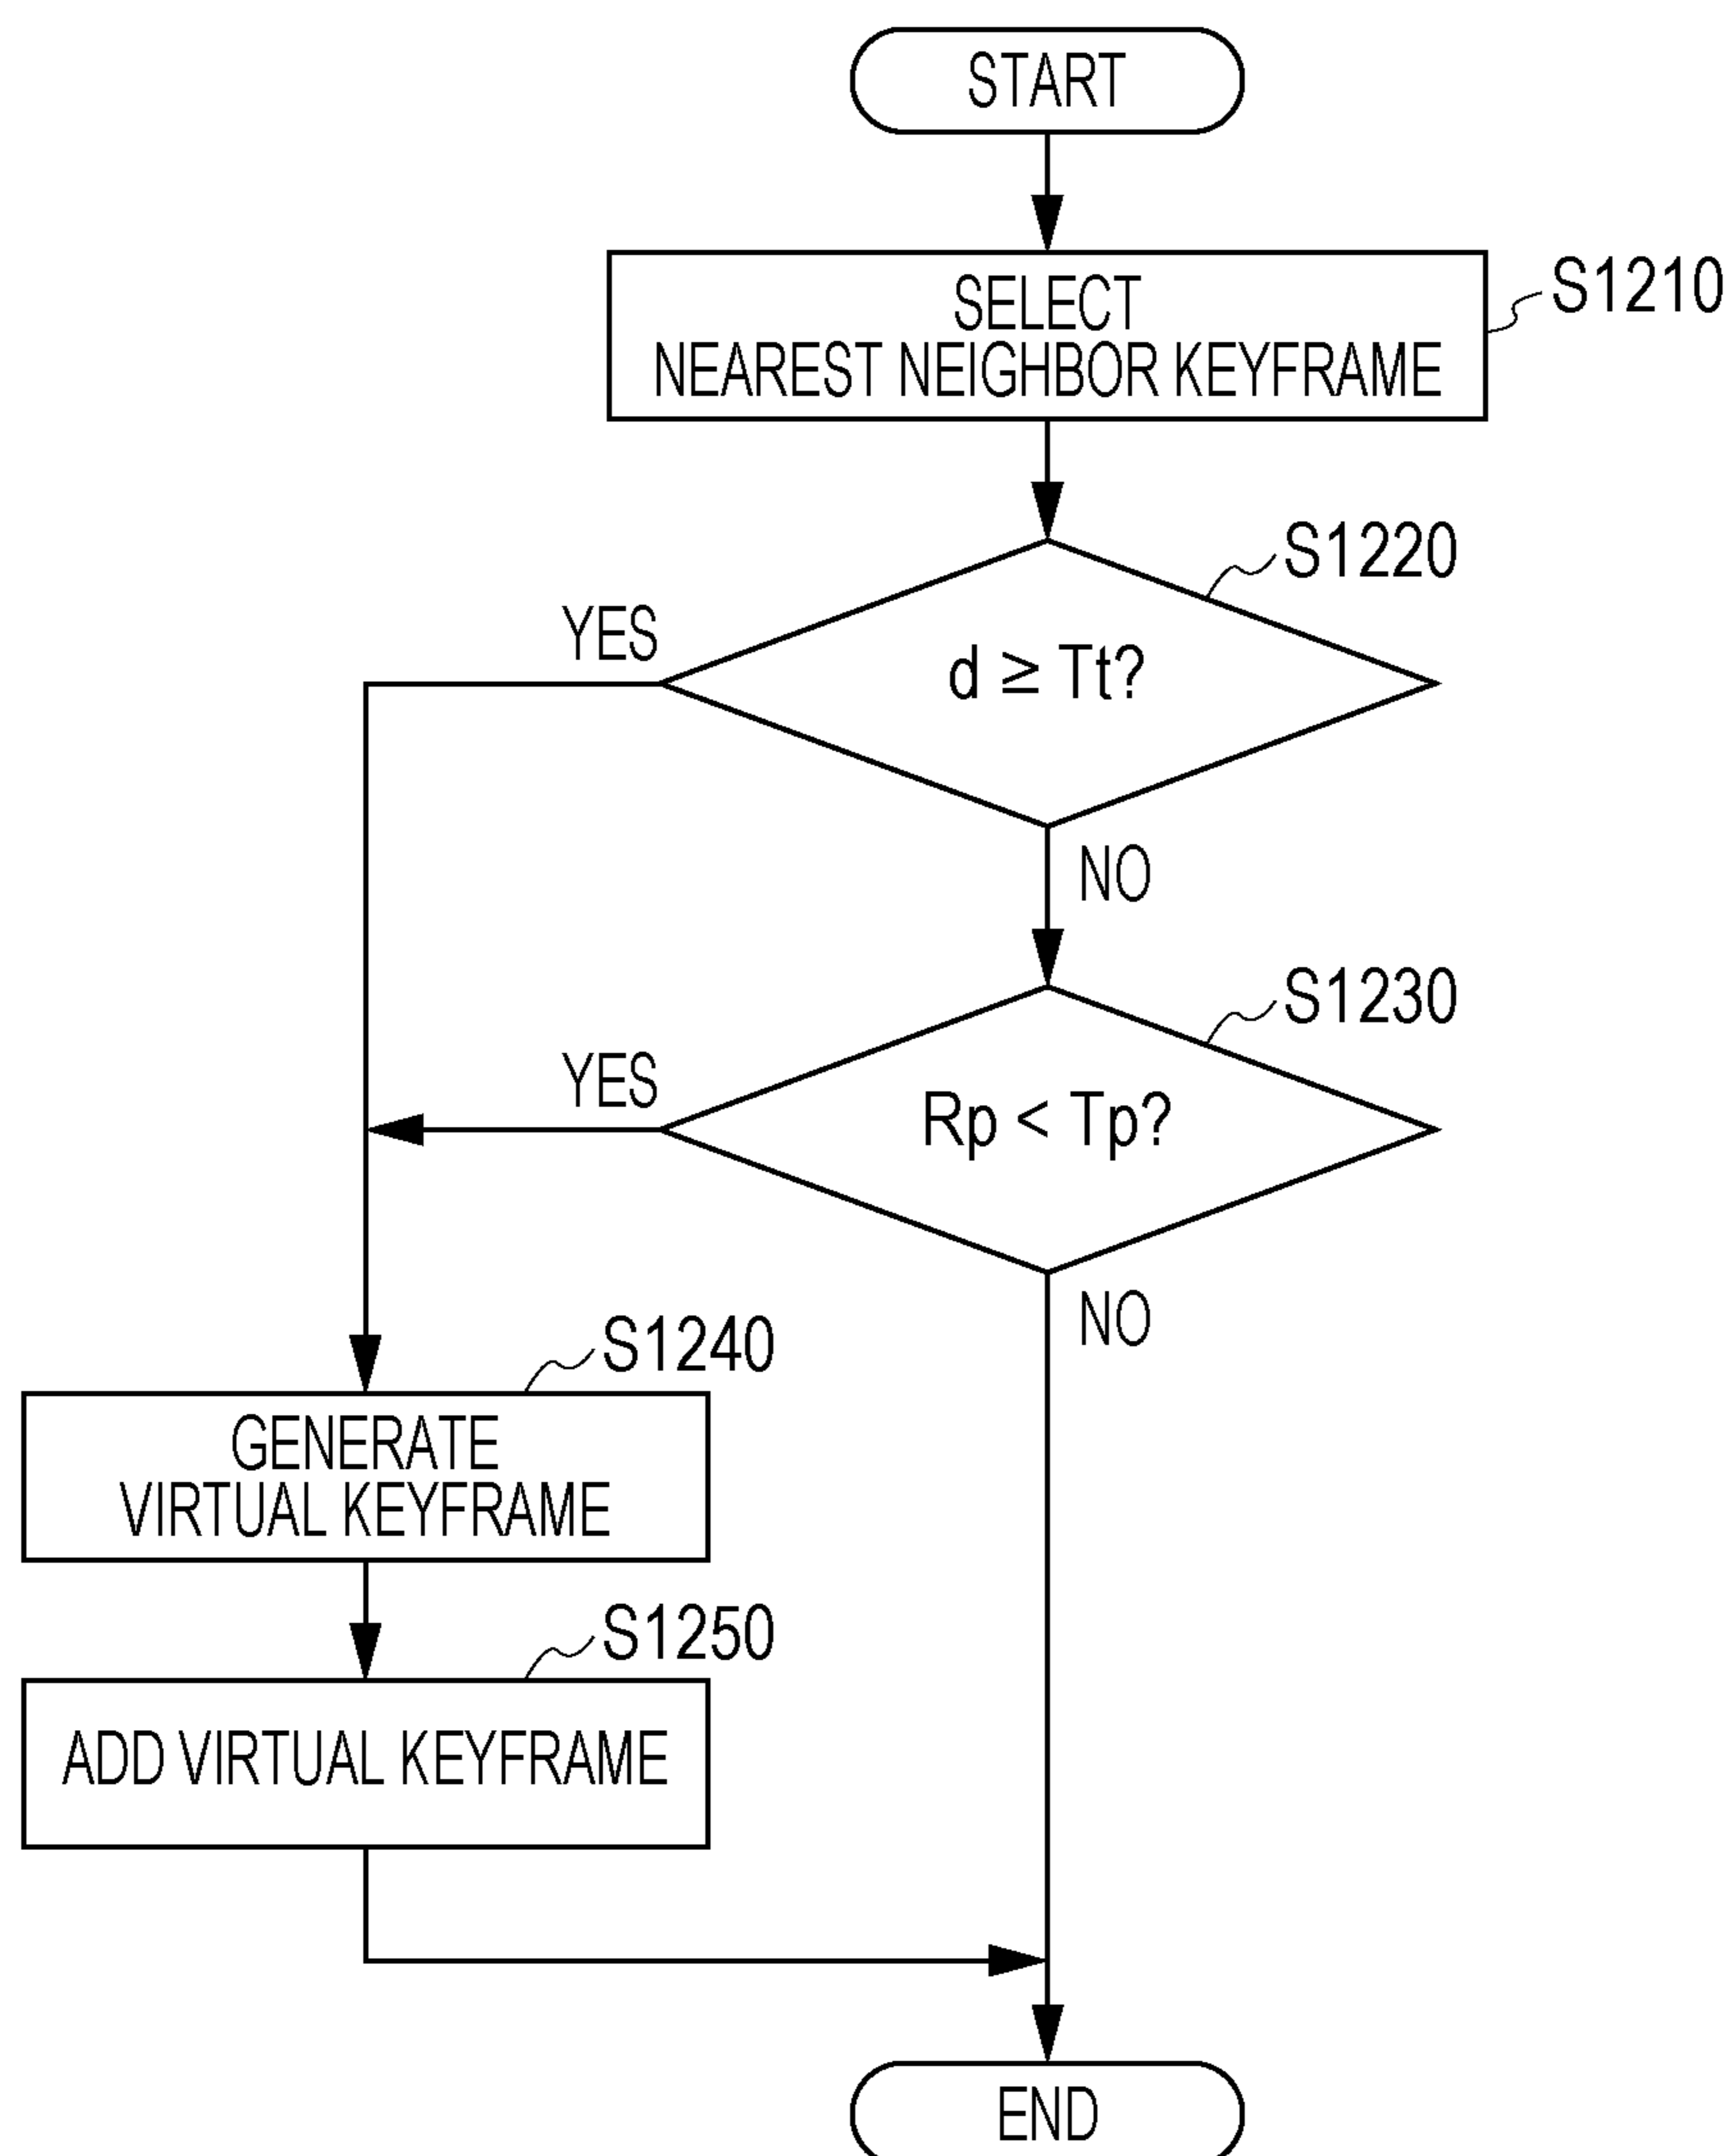 START
SELECT
NEAREST NEIGHBOR KEYFRAME
S1210
S1220
YES
d ≥ Tt?
NO
S1230
YES
Rp < Tp?
NO
S1240
GENERATE
VIRTUAL KEYFRAME
S1250
ADD VIRTUAL KEYFRAME
END